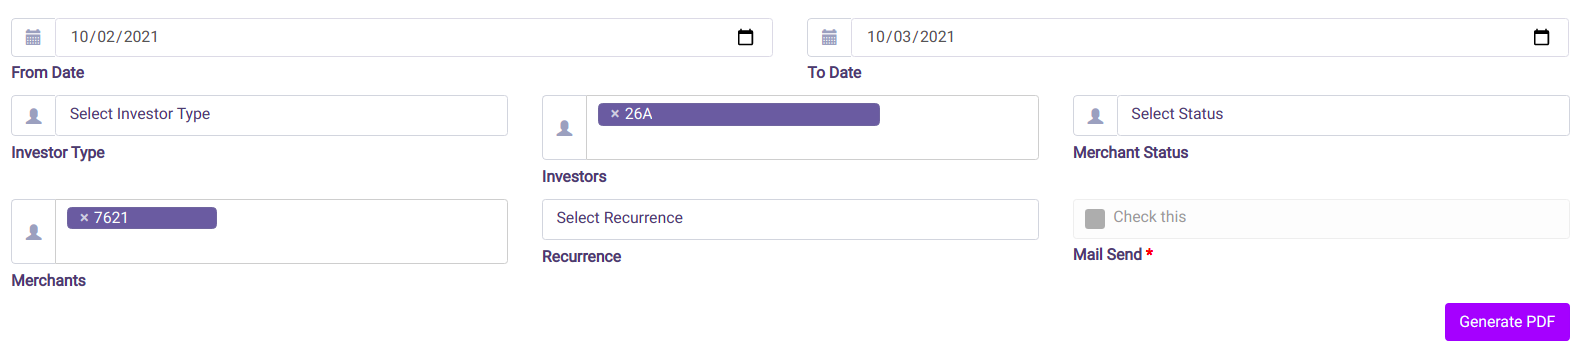 10/02/2021
10/03/2021
From Date
To Date
Select Investor Type
× 26A
Select Status
Investor Type
Investors
Merchant Status
× 7621
Select Recurrence
Check this
Merchants
Recurrence
Mail Send *
Generate PDF